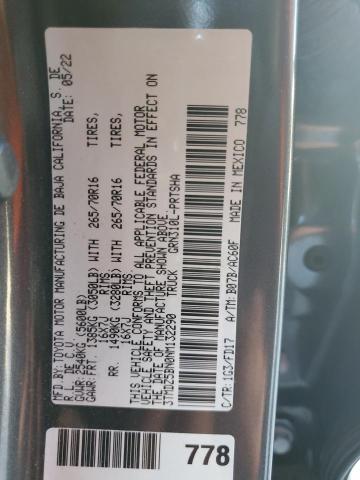 MFD. BY: TOYOTA MOTOR MANUFACTURING DE BAJA CALIFORNIA, S. DE
R. L. DE C.V. DATE: 05/22
GVWR: 2540KG (5600LB)
GAWR: FRT. 1385KG (3050LB) WITH 265/70R16 TIRES,
16X7J RIMS
RR. 1490KG (3280LB) WITH 265/70R16 TIRES,
16X7J RIMS
THIS VEHICLE CONFORMS TO ALL APPLICABLE FEDERAL MOTOR
VEHICLE SAFETY AND THEFT PREVENTION STANDARDS IN EFFECT ON
THE DATE OF MANUFACTURE SHOWN ABOVE.
3TMDZ5BN0NM132290 TRUCK GRN310L-PRTSHA
C/TR: 1G3/FD17 A/TM: B07B/AC60F MADE IN MEXICO 778
778